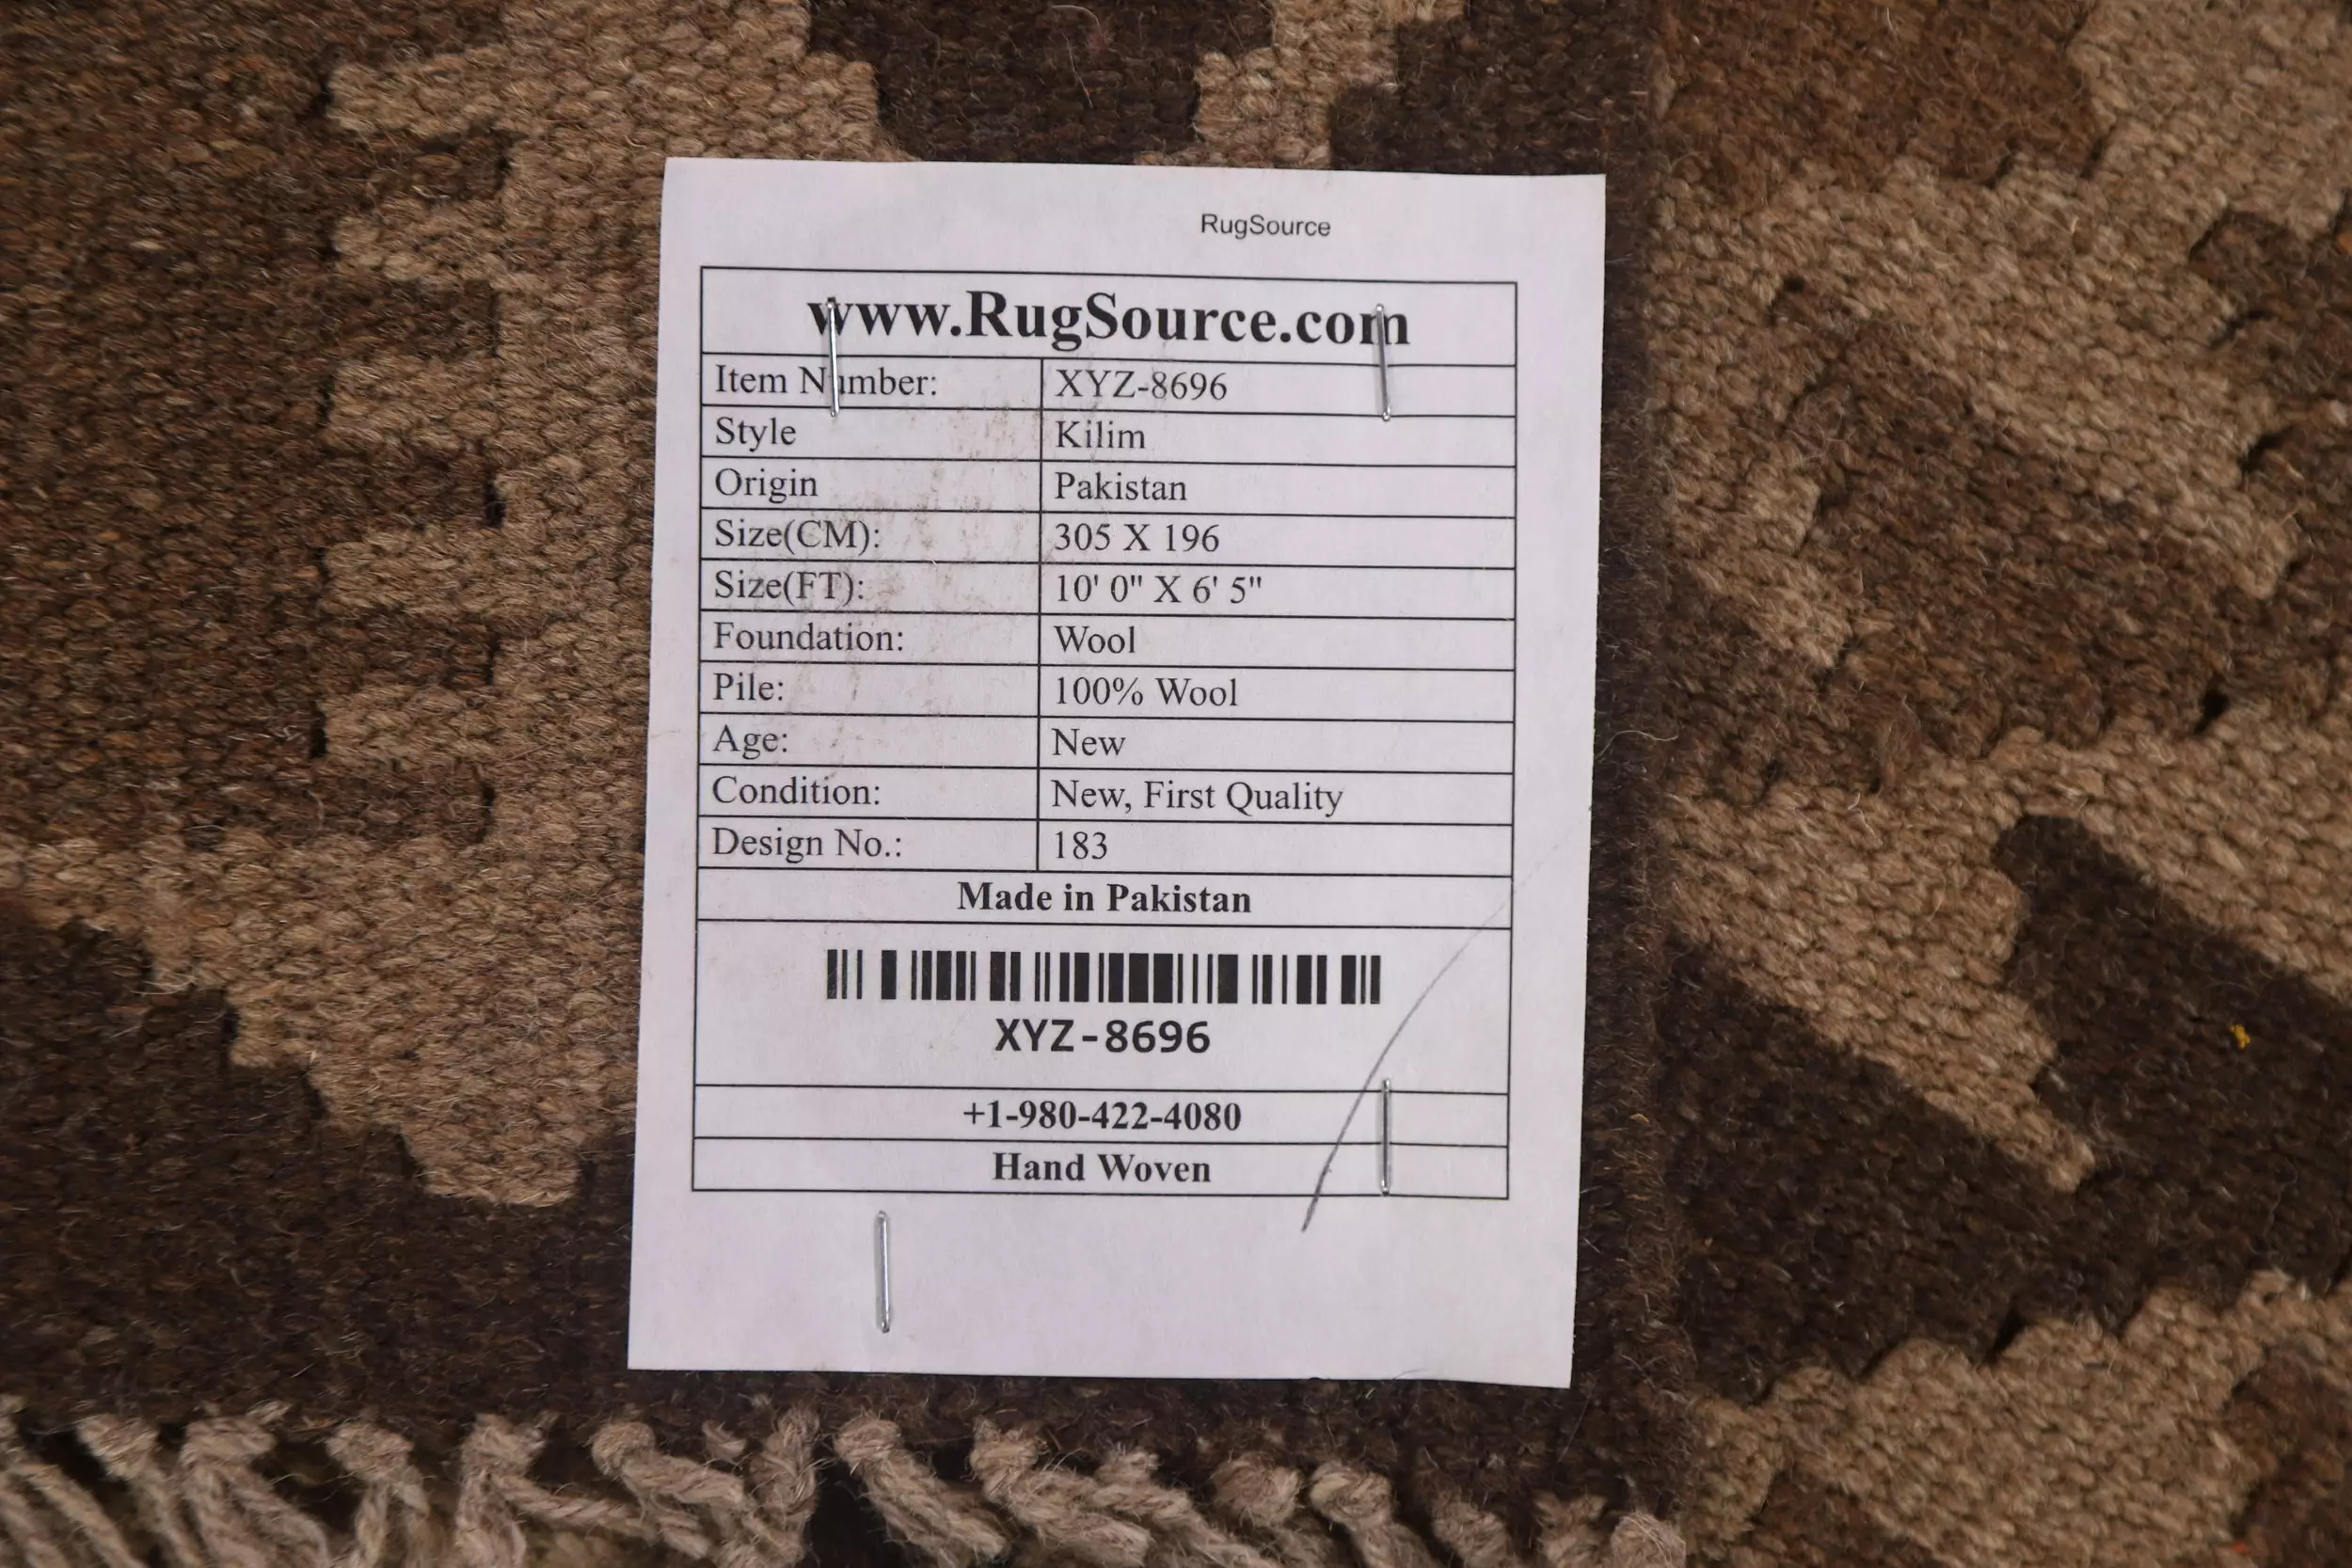 RugSource
www.RugSource.com
Item Number: XYZ-8696
Style Kilim
Origin Pakistan
Size(CM): 305 X 196
Size(FT): 10' 0" X 6' 5"
Foundation: Wool
Pile: 100% Wool
Age: New
Condition: New, First Quality
Design No.: 183
Made in Pakistan
XYZ-8696
+1-980-422-4080
Hand Woven